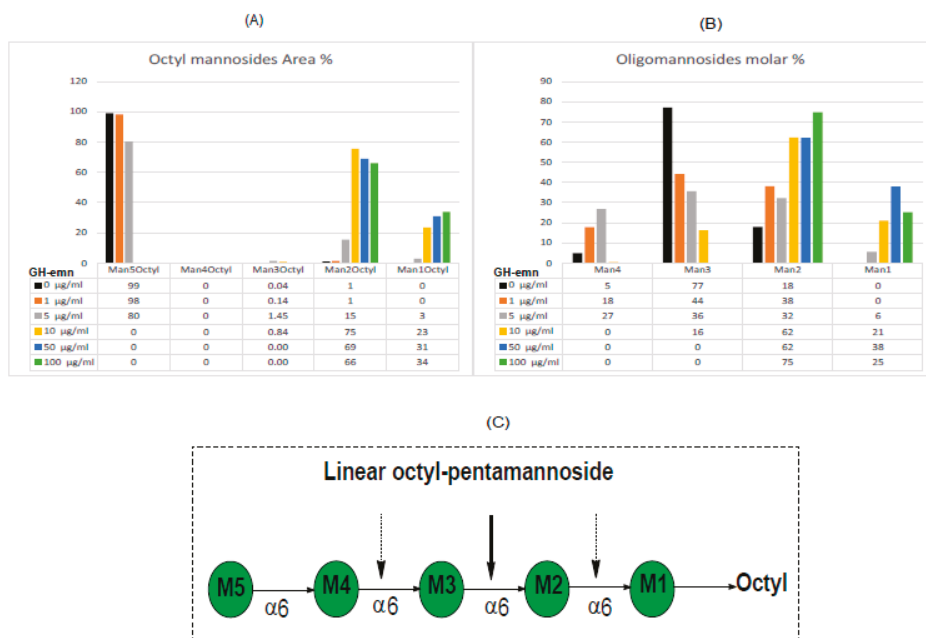 (A)
(B)
Octyl mannosides Area %
120
100
80
60
40
20
0
GH-emn Man5Octyl Man4Octyl Man3Octyl Man2Octyl Man1Octyl
0 µg/ml 99 0 0.04 1 0
1 µg/ml 98 0 0.14 1 0
5 µg/ml 80 0 1.45 15 3
10 µg/ml 0 0 0.84 75 23
50 µg/ml 0 0 0.00 69 31
100 µg/ml 0 0 0.00 66 34
Oligomannosides molar %
90
80
70
60
50
40
30
20
10
0
GH-emn Man4 Man3 Man2 Man1
0 µg/ml 5 77 18 0
1 µg/ml 18 44 38 0
5 µg/ml 27 36 32 6
10 µg/ml 0 16 62 21
50 µg/ml 0 0 62 38
100 µg/ml 0 0 75 25
(C)
Linear octyl-pentamannoside
M5 M4 M3 M2 M1 Octyl
α6 α6 α6 α6